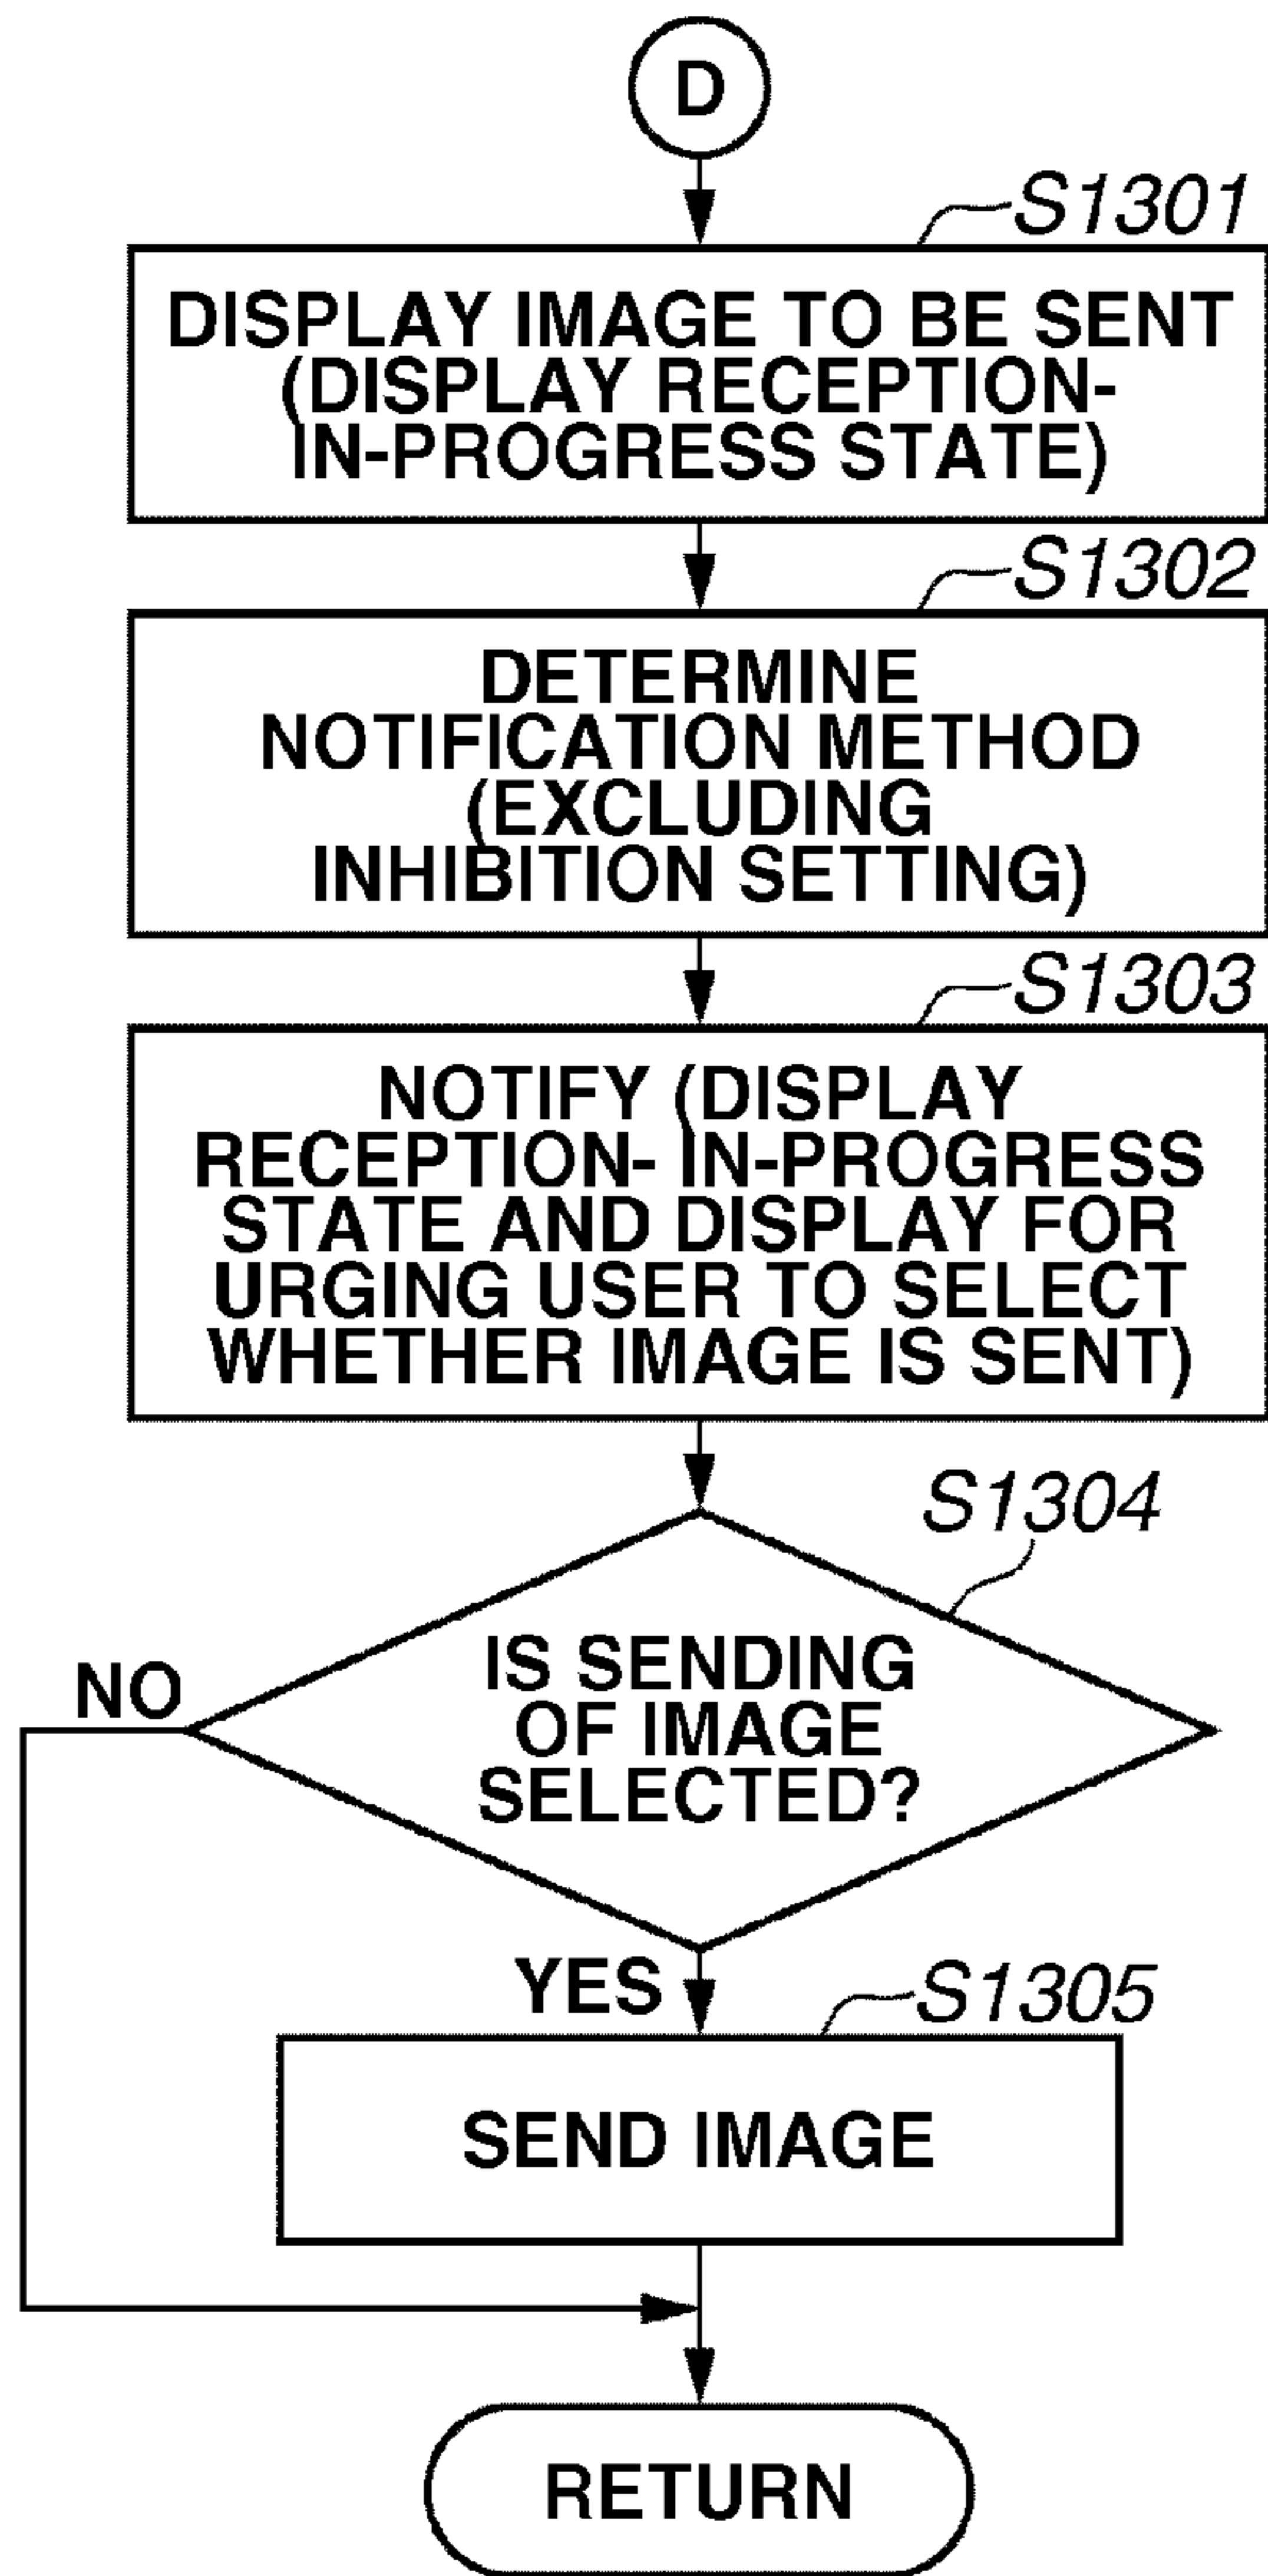 D
S1301
DISPLAY IMAGE TO BE SENT
(DISPLAY RECEPTION-
IN-PROGRESS STATE)
S1302
DETERMINE
NOTIFICATION METHOD
(EXCLUDING
INHIBITION SETTING)
S1303
NOTIFY (DISPLAY
RECEPTION- IN-PROGRESS
STATE AND DISPLAY FOR
URGING USER TO SELECT
WHETHER IMAGE IS SENT)
S1304
NO
IS SENDING
OF IMAGE
SELECTED?
YES
S1305
SEND IMAGE
RETURN